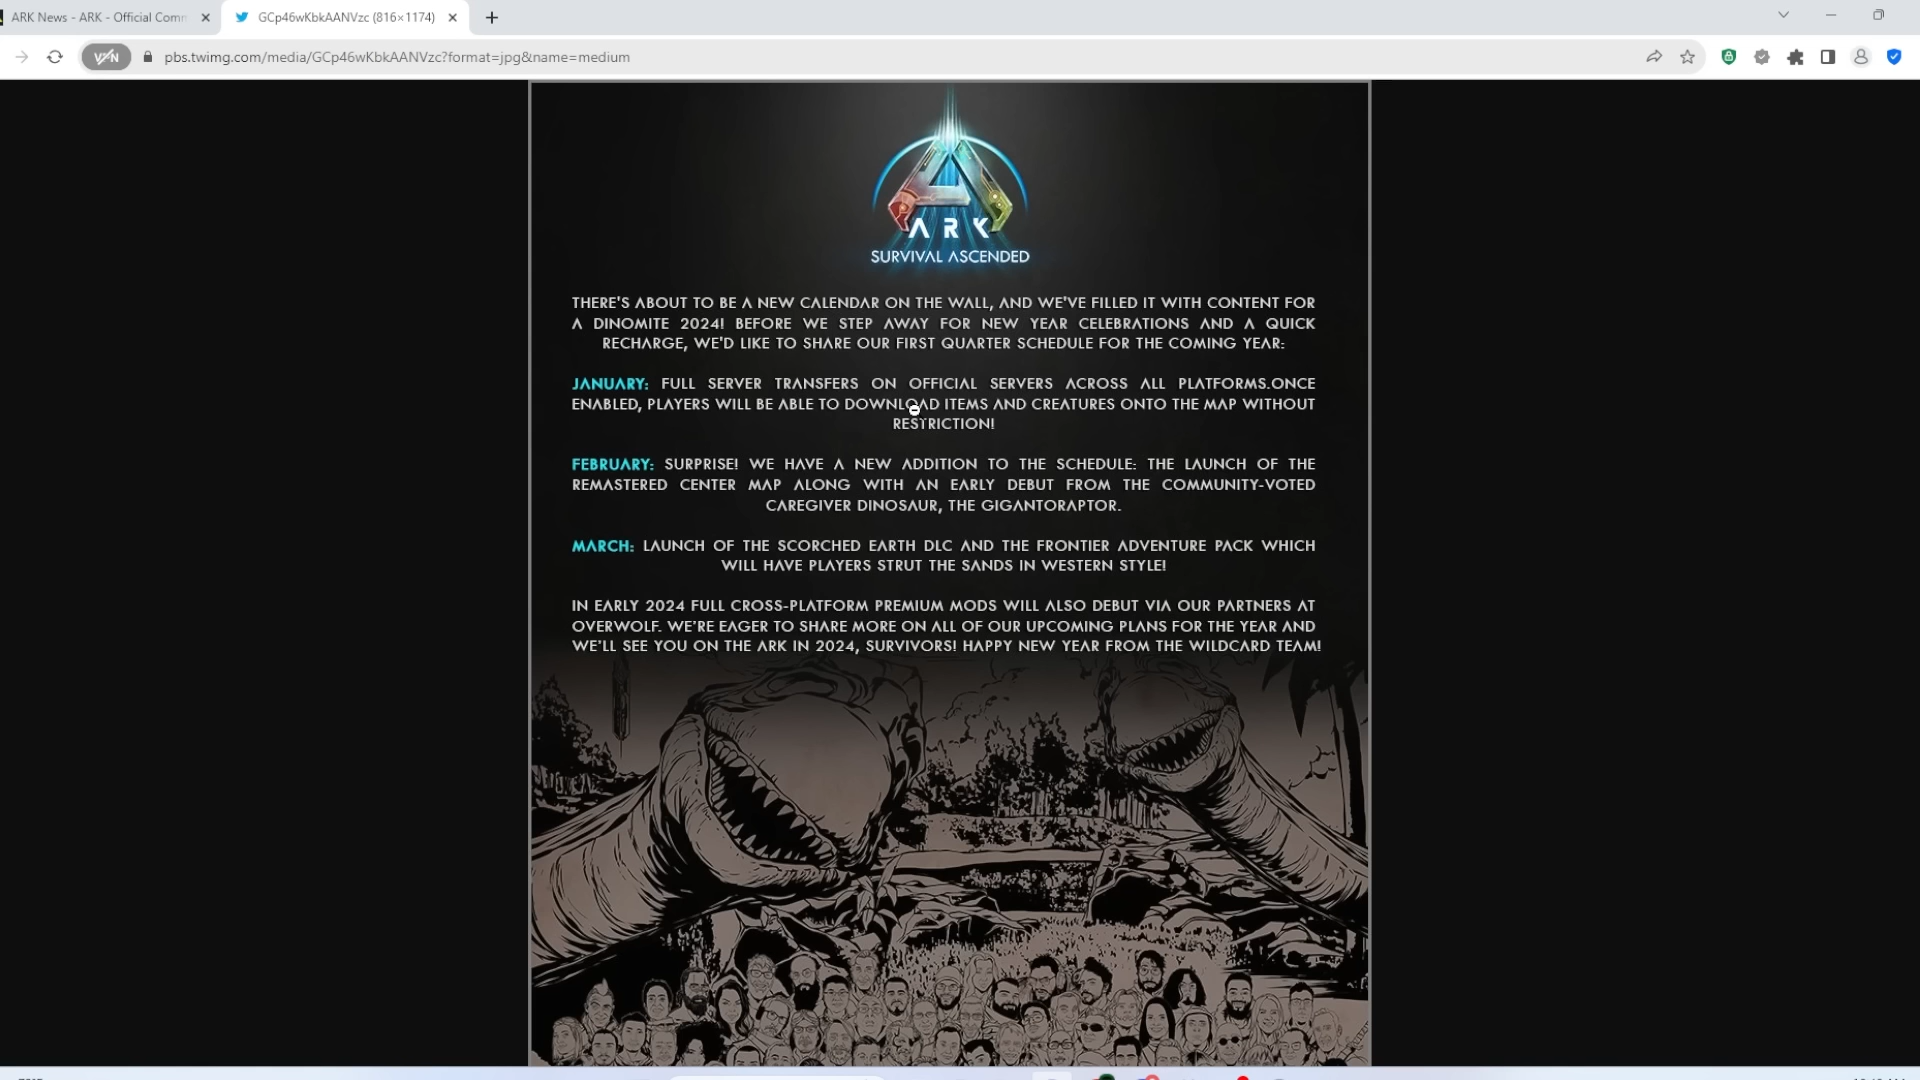 ARK News - ARK - Official Comm
GCp46wKbkAANVzc (816×1174)
VPN
pbs.twimg.com/media/GCp46wKbkAANVzc?format=jpg&name=medium
ARK
SURVIVAL ASCENDED
THERE'S ABOUT TO BE A NEW CALENDAR ON THE WALL, AND WE'VE FILLED IT WITH CONTENT FOR
A DINOMITE 2024! BEFORE WE STEP AWAY FOR NEW YEAR CELEBRATIONS AND A QUICK
RECHARGE, WE'D LIKE TO SHARE OUR FIRST QUARTER SCHEDULE FOR THE COMING YEAR:
JANUARY: FULL SERVER TRANSFERS ON OFFICIAL SERVERS ACROSS ALL PLATFORMS.ONCE
ENABLED, PLAYERS WILL BE ABLE TO DOWNLOAD ITEMS AND CREATURES ONTO THE MAP WITHOUT
RESTRICTION!
FEBRUARY: SURPRISE! WE HAVE A NEW ADDITION TO THE SCHEDULE: THE LAUNCH OF THE
REMASTERED CENTER MAP ALONG WITH AN EARLY DEBUT FROM THE COMMUNITY-VOTED
CAREGIVER DINOSAUR, THE GIGANTORAPTOR.
MARCH: LAUNCH OF THE SCORCHED EARTH DLC AND THE FRONTIER ADVENTURE PACK WHICH
WILL HAVE PLAYERS STRUT THE SANDS IN WESTERN STYLE!
IN EARLY 2024 FULL CROSS-PLATFORM PREMIUM MODS WILL ALSO DEBUT VIA OUR PARTNERS AT
OVERWOLF. WE'RE EAGER TO SHARE MORE ON ALL OF OUR UPCOMING PLANS FOR THE YEAR AND
WE'LL SEE YOU ON THE ARK IN 2024, SURVIVORS! HAPPY NEW YEAR FROM THE WILDCARD TEAM!